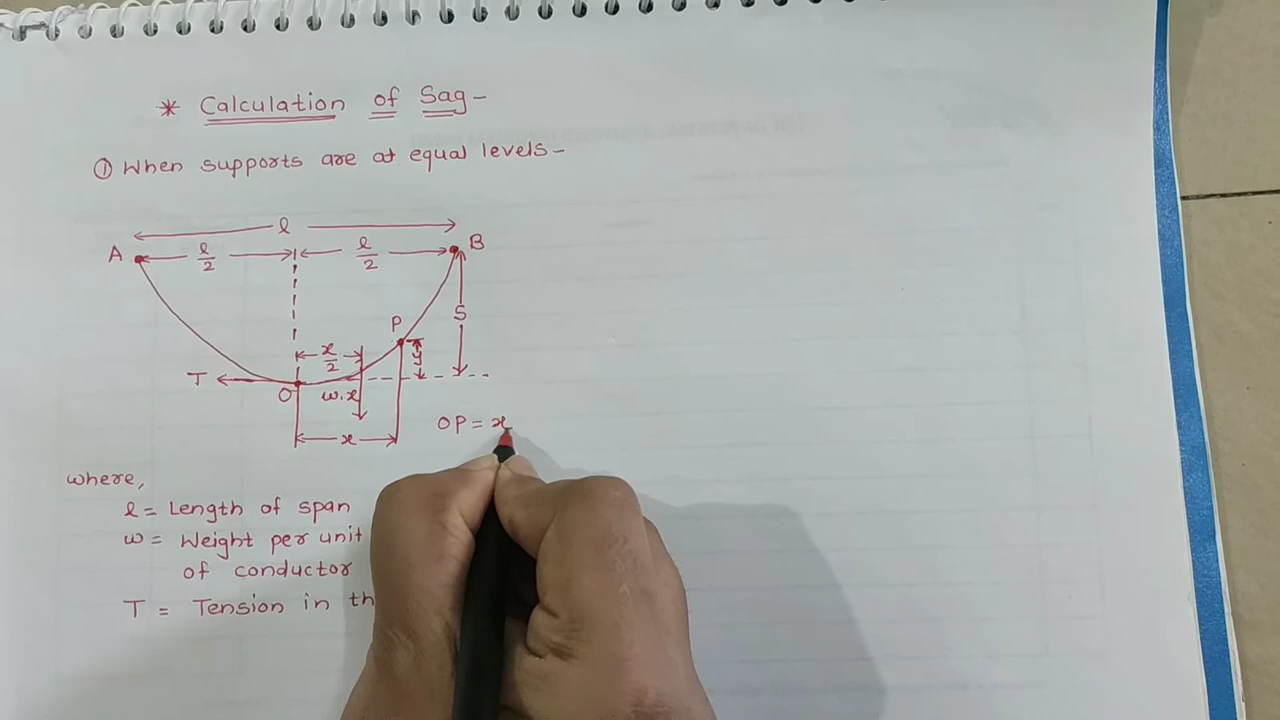 * Calculation of Sag-
① When supports are at equal levels-
l
A l/2 l/2 B
S
P
x/2 y
T
O w.x
x OP = x
where,
l = Length of span
w = Weight per unit
of conductor
T = Tension in th